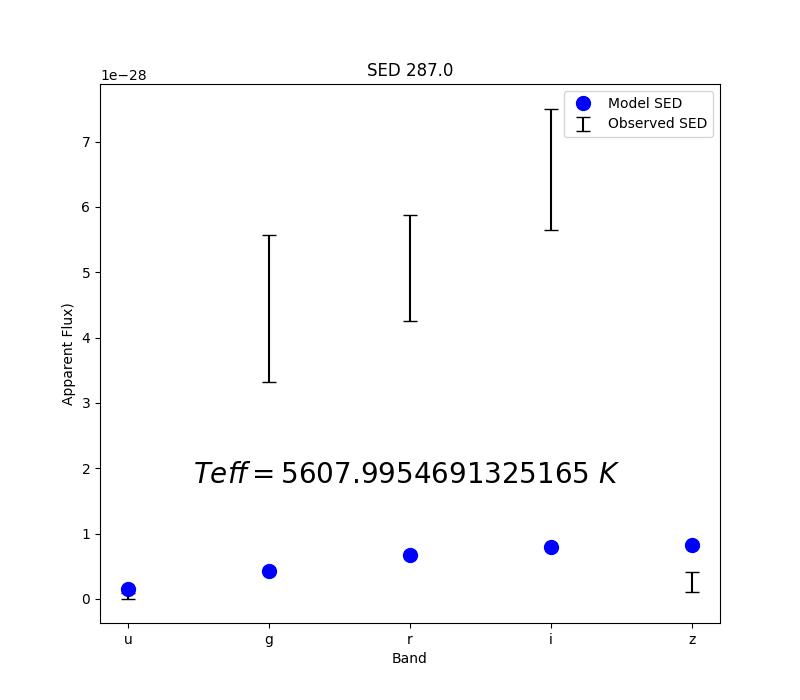 SED 287.0
1e−28
Model SED
Observed SED
7
6
5
4
3
2
1
0
Apparent Flux)
Teff = 5607.9954691325165 K
u g r i z
Band